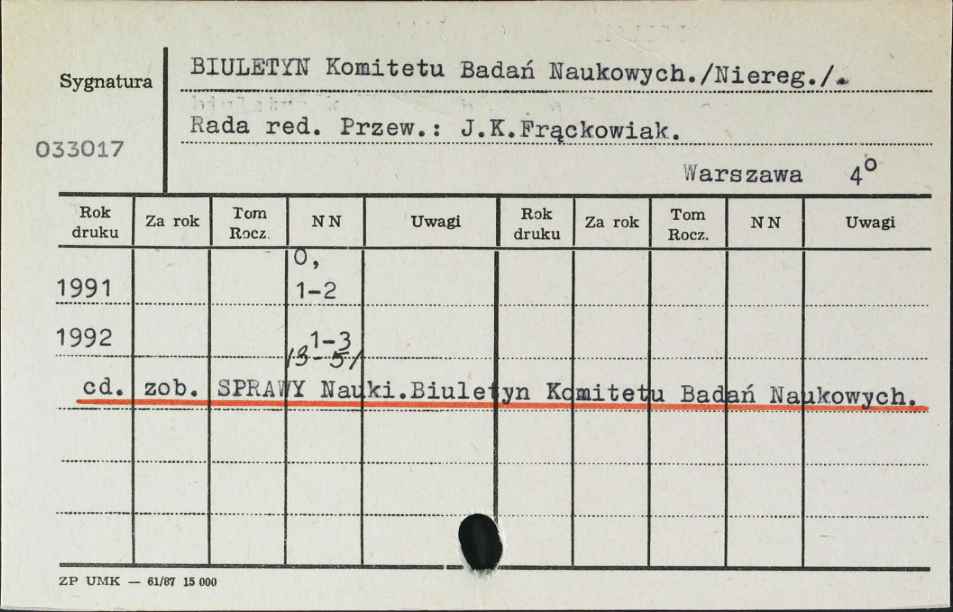 BIULETYN Komitetu Badań Naukowych./Niereg./.
Sygnatura
Rada red. Przew.: J.K.Frąckowiak.
033017
Warszawa 4°
Rok druku Za rok Tom Rocz. N N Uwagi Rok druku Za rok Tom Rocz. N N Uwagi
0,
1991 1-2
1992 1-3
/3-5/
cd. zob. SPRAWY Nauki.Biuletyn Komitetu Badań Naukowych.
ZP UMK — 61/87 15 000